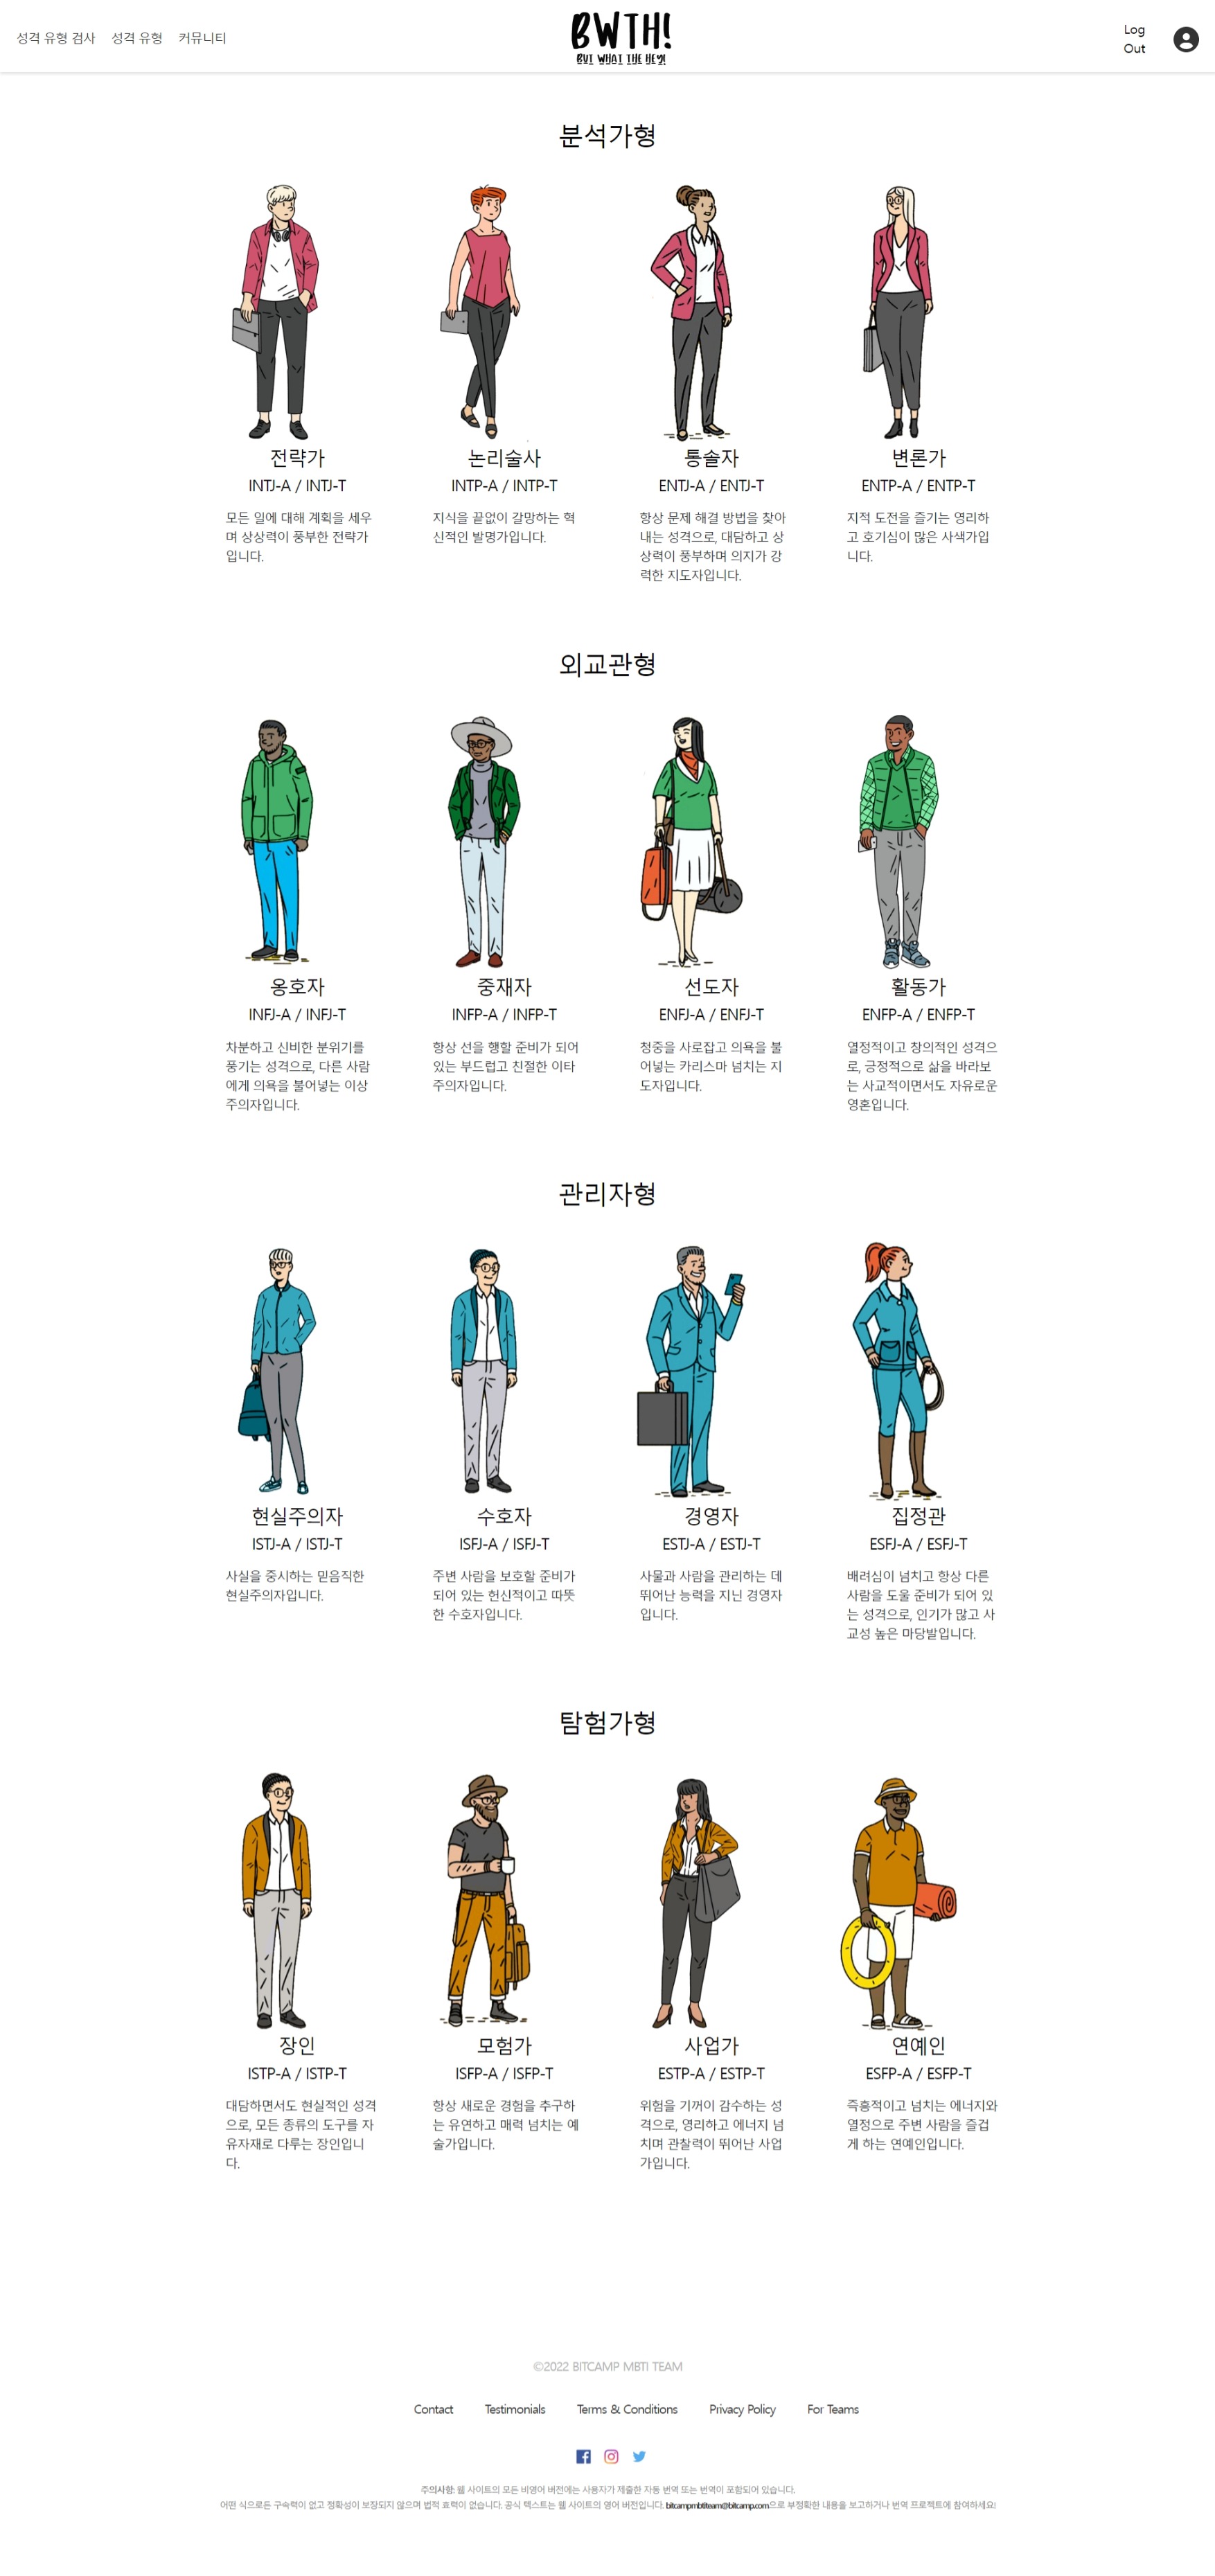 성격 유형 검사 성격 유형 커뮤니티
BWTH!
BUT WHAT THE HEY!
Log
Out
분석가형
전략가
INTJ-A / INTJ-T
모든 일에 대해 계획을 세우
며 상상력이 풍부한 전략가
입니다.
논리술사
INTP-A / INTP-T
지식을 끝없이 갈망하는 혁
신적인 발명가입니다.
통솔자
ENTJ-A / ENTJ-T
항상 문제 해결 방법을 찾아
내는 성격으로, 대담하고 상
상력이 풍부하며 의지가 강
력한 지도자입니다.
변론가
ENTP-A / ENTP-T
지적 도전을 즐기는 영리하
고 호기심이 많은 사색가입
니다.
외교관형
옹호자
INFJ-A / INFJ-T
차분하고 신비한 분위기를
풍기는 성격으로, 다른 사람
에게 의욕을 불어넣는 이상
주의자입니다.
중재자
INFP-A / INFP-T
항상 선을 행할 준비가 되어
있는 부드럽고 친절한 이타
주의자입니다.
선도자
ENFJ-A / ENFJ-T
청중을 사로잡고 의욕을 불
어넣는 카리스마 넘치는 지
도자입니다.
활동가
ENFP-A / ENFP-T
열정적이고 창의적인 성격으
로, 긍정적으로 삶을 바라보
는 사교적이면서도 자유로운
영혼입니다.
관리자형
현실주의자
ISTJ-A / ISTJ-T
사실을 중시하는 믿음직한
현실주의자입니다.
수호자
ISFJ-A / ISFJ-T
주변 사람을 보호할 준비가
되어 있는 헌신적이고 따뜻
한 수호자입니다.
경영자
ESTJ-A / ESTJ-T
사물과 사람을 관리하는 데
뛰어난 능력을 지닌 경영자
입니다.
집정관
ESFJ-A / ESFJ-T
배려심이 넘치고 항상 다른
사람을 도울 준비가 되어 있
는 성격으로, 인기가 많고 사
교성 높은 마당발입니다.
탐험가형
장인
ISTP-A / ISTP-T
대담하면서도 현실적인 성격
으로, 모든 종류의 도구를 자
유자재로 다루는 장인입니
다.
모험가
ISFP-A / ISFP-T
항상 새로운 경험을 추구하
는 유연하고 매력 넘치는 예
술가입니다.
사업가
ESTP-A / ESTP-T
위험을 기꺼이 감수하는 성
격으로, 영리하고 에너지 넘
치며 관찰력이 뛰어난 사업
가입니다.
연예인
ESFP-A / ESFP-T
즉흥적이고 넘치는 에너지와
열정으로 주변 사람을 즐겁
게 하는 연예인입니다.
©2022 BITCAMP MBTI TEAM
Contact Testimonials Terms & Conditions Privacy Policy For Teams
주의사항: 웹 사이트의 모든 비영어 버전에는 사용자가 제출한 자동 번역 또는 번역이 포함되어 있습니다.
어떤 식으로든 구속력이 없고 정확성이 보장되지 않으며 법적 효력이 없습니다. 공식 텍스트는 웹 사이트의 영어 버전입니다. bitcampmbtiteam@bitcamp.com으로 부정확한 내용을 보고하거나 번역 프로젝트에 참여하세요!